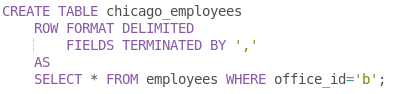 CREATE TABLE chicago_employees
    ROW FORMAT DELIMITED
        FIELDS TERMINATED BY ','
    AS
    SELECT * FROM employees WHERE office_id='b';